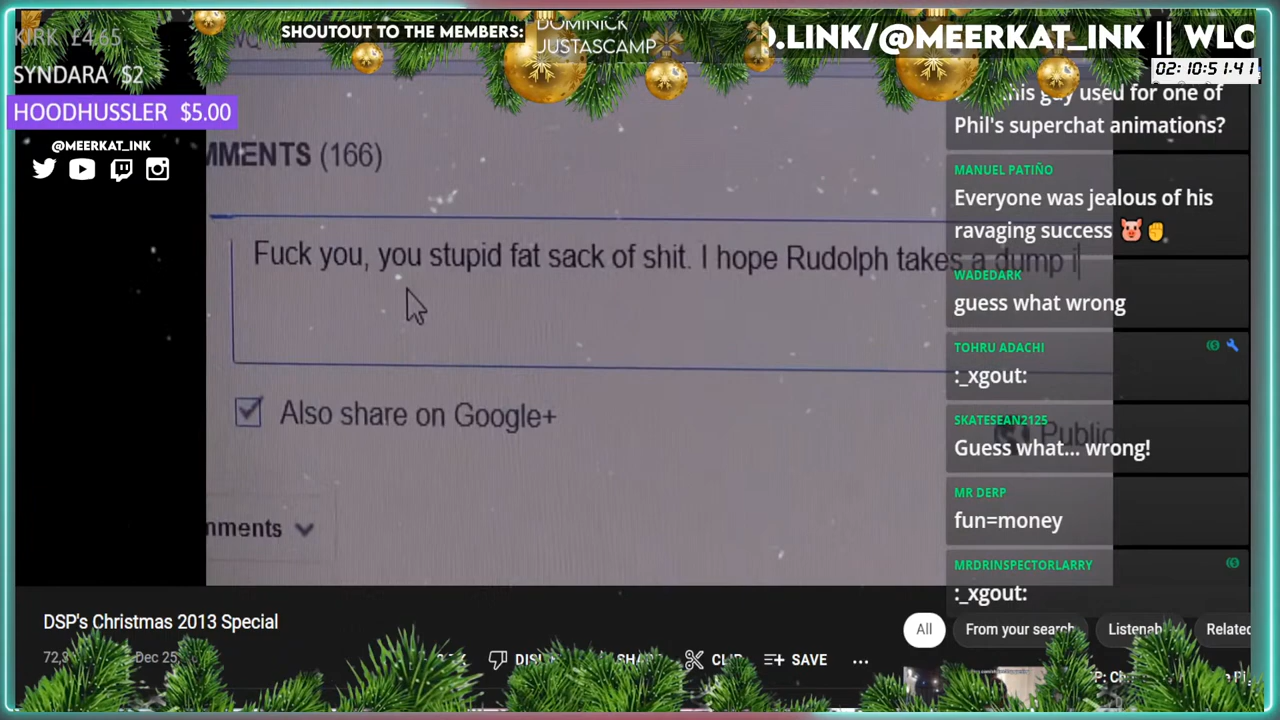 KIRK £4.65
SYNDARA $2
HOODHUSSLER $5.00
@MEERKAT_INK
SHOUTOUT TO THE MEMBERS:
DOMINICK
JUSTASCAMP
.LINK/@MEERKAT_INK || WLC
02:10:51.41
MMENTS (166)
Fuck you, you stupid fat sack of shit. I hope Rudolph takes a dump i
Also share on Google+
Public
mments
this guy used for one of
Phil's superchat animations?
MANUEL PATIÑO
Everyone was jealous of his
ravaging success 🐷✊
WADEDARK
guess what wrong
TOHRU ADACHI
:_xgout:
SKATESEAN2125
Guess what... wrong!
MR DERP
fun=money
MRDRINSPECTORLARRY
:_xgout:
DSP's Christmas 2013 Special
Dec 25
SHAR
CLIP
SAVE
All
From your search
Listenab
Related